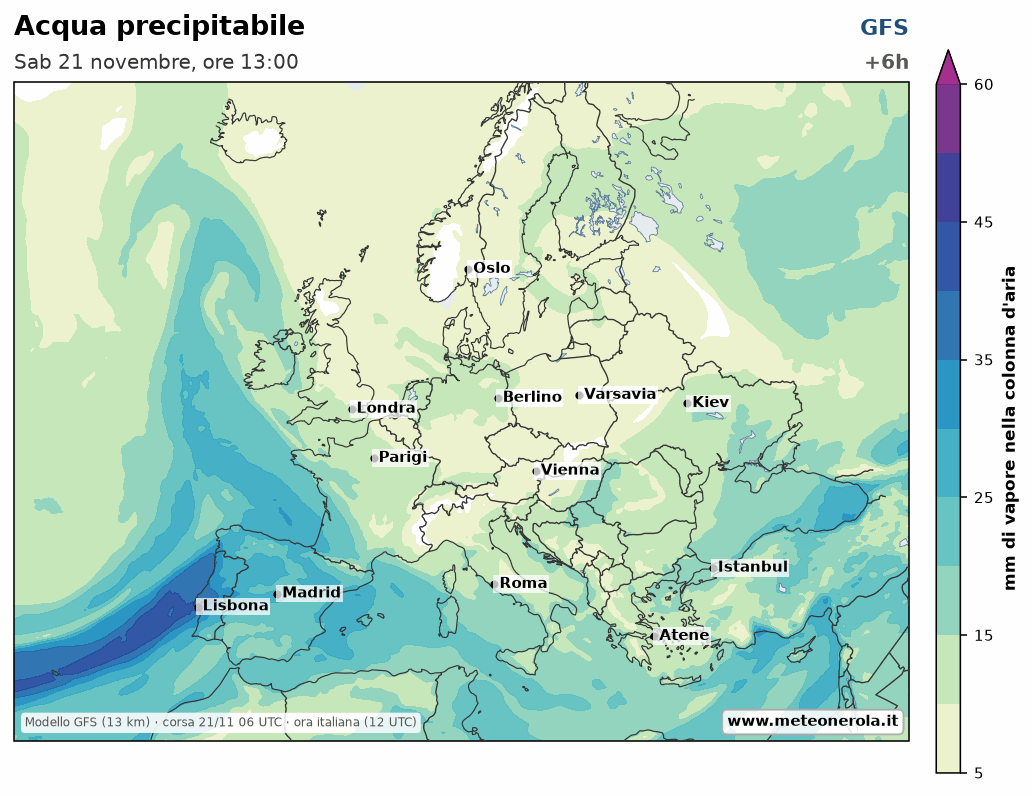 Acqua precipitabile
GFS
Sab 21 novembre, ore 13:00
+6h
60
45
35
25
15
5
mm di vapore nella colonna d'aria
Oslo
Londra
Berlino
Varsavia
Kiev
Parigi
Vienna
Istanbul
Roma
Madrid
Lisbona
Atene
Modello GFS (13 km) · corsa 21/11 06 UTC · ora italiana (12 UTC)
www.meteonerola.it